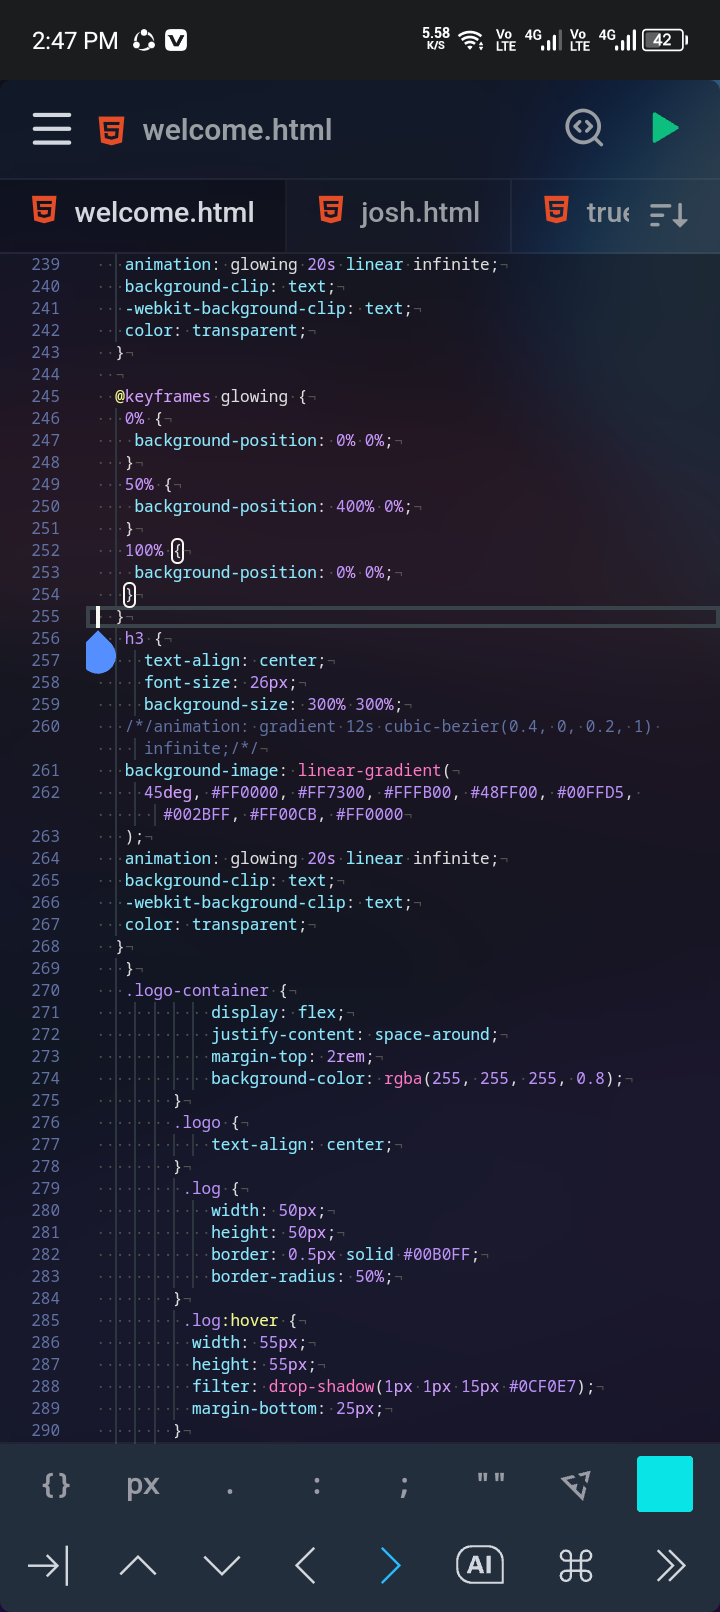 2:47 PM V 5.58 K/S Vo LTE 4G Vo LTE 4G 42
welcome.html
welcome.html josh.html true
239 animation: glowing 20s linear infinite;
240 background-clip: text;
241 -webkit-background-clip: text;
242 color: transparent;
243 }
244
245 @keyframes glowing {
246 0% {
247 background-position: 0% 0%;
248 }
249 50% {
250 background-position: 400% 0%;
251 }
252 100% {
253 background-position: 0% 0%;
254 }
255 }
256 h3 {
257 text-align: center;
258 font-size: 26px;
259 background-size: 300% 300%;
260 /*/animation: gradient 12s cubic-bezier(0.4, 0, 0.2, 1)
infinite;/*/
261 background-image: linear-gradient(
262 45deg, #FF0000, #FF7300, #FFFB00, #48FF00, #00FFD5,
#002BFF, #FF00CB, #FF0000
263 );
264 animation: glowing 20s linear infinite;
265 background-clip: text;
266 -webkit-background-clip: text;
267 color: transparent;
268 }
269 }
270 .logo-container {
271 display: flex;
272 justify-content: space-around;
273 margin-top: 2rem;
274 background-color: rgba(255, 255, 255, 0.8);
275 }
276 .logo {
277 text-align: center;
278 }
279 .log {
280 width: 50px;
281 height: 50px;
282 border: 0.5px solid #00B0FF;
283 border-radius: 50%;
284 }
285 .log:hover {
286 width: 55px;
287 height: 55px;
288 filter: drop-shadow(1px 1px 15px #0CF0E7);
289 margin-bottom: 25px;
290 }
{} px . : ; ""
AI